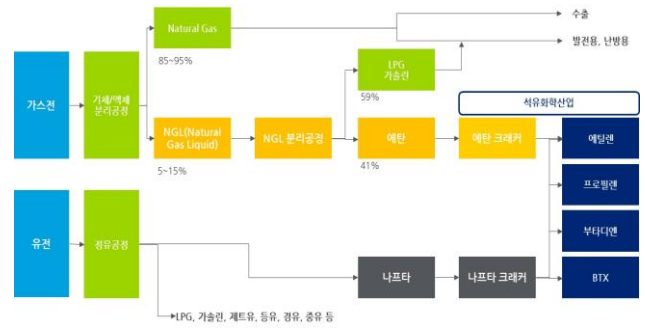 Natural Gas
85~95%
수출
발전용, 난방용
LPG
가솔린
59%
석유화학산업
가스전
기체/액체
분리공정
NGL(Natural
Gas Liquid)
5~15%
NGL 분리공정
에탄
41%
에탄 크래커
에틸렌
프로필렌
부타디엔
BTX
유전
정유공정
나프타
나프타 크래커
LPG, 가솔린, 제트유, 등유, 경유, 중유 등